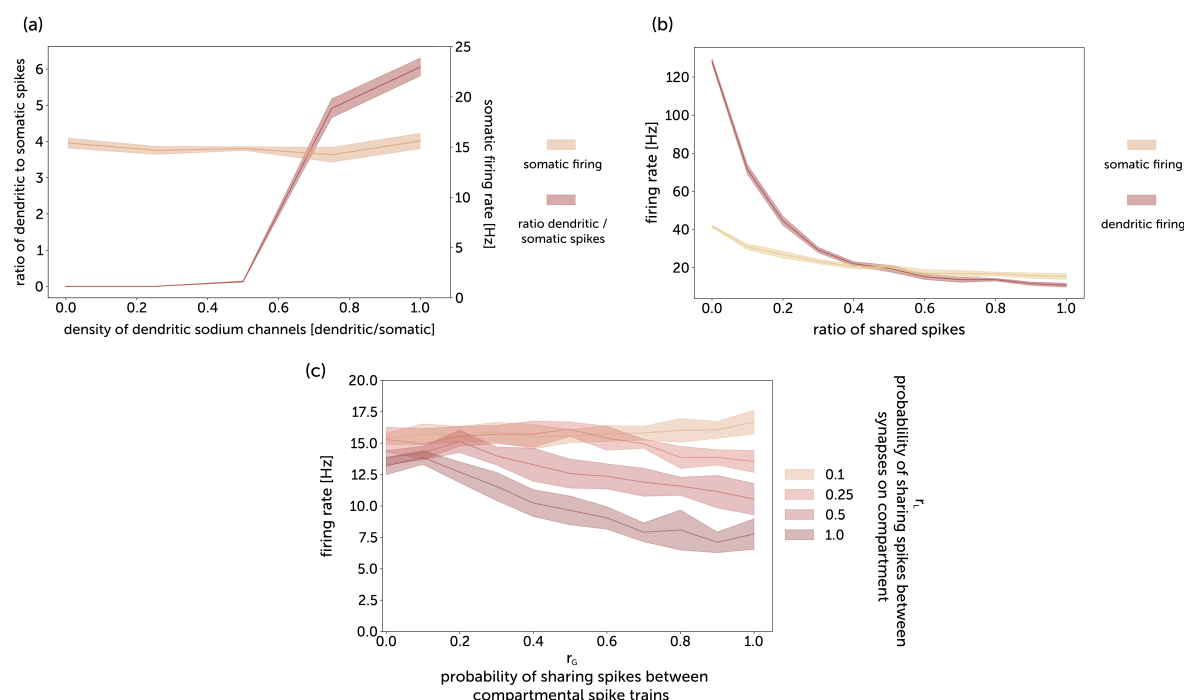 (a)
6
5
4
3
2
1
0
ratio of dendritic to somatic spikes
25
20
15
10
5
0
somatic firing rate [Hz]
0.0 0.2 0.4 0.6 0.8 1.0
density of dendritic sodium channels [dendritic/somatic]
somatic firing
ratio dendritic /
somatic spikes
(b)
120
100
80
60
40
20
firing rate [Hz]
0.0 0.2 0.4 0.6 0.8 1.0
ratio of shared spikes
somatic firing
dendritic firing
(c)
20.0
17.5
15.0
12.5
10.0
7.5
5.0
2.5
0.0
firing rate [Hz]
0.0 0.2 0.4 0.6 0.8 1.0
rG
probability of sharing spikes between
compartmental spike trains
0.1
0.25
0.5
1.0
rL
probablility of sharing spikes between
synapses on compartment